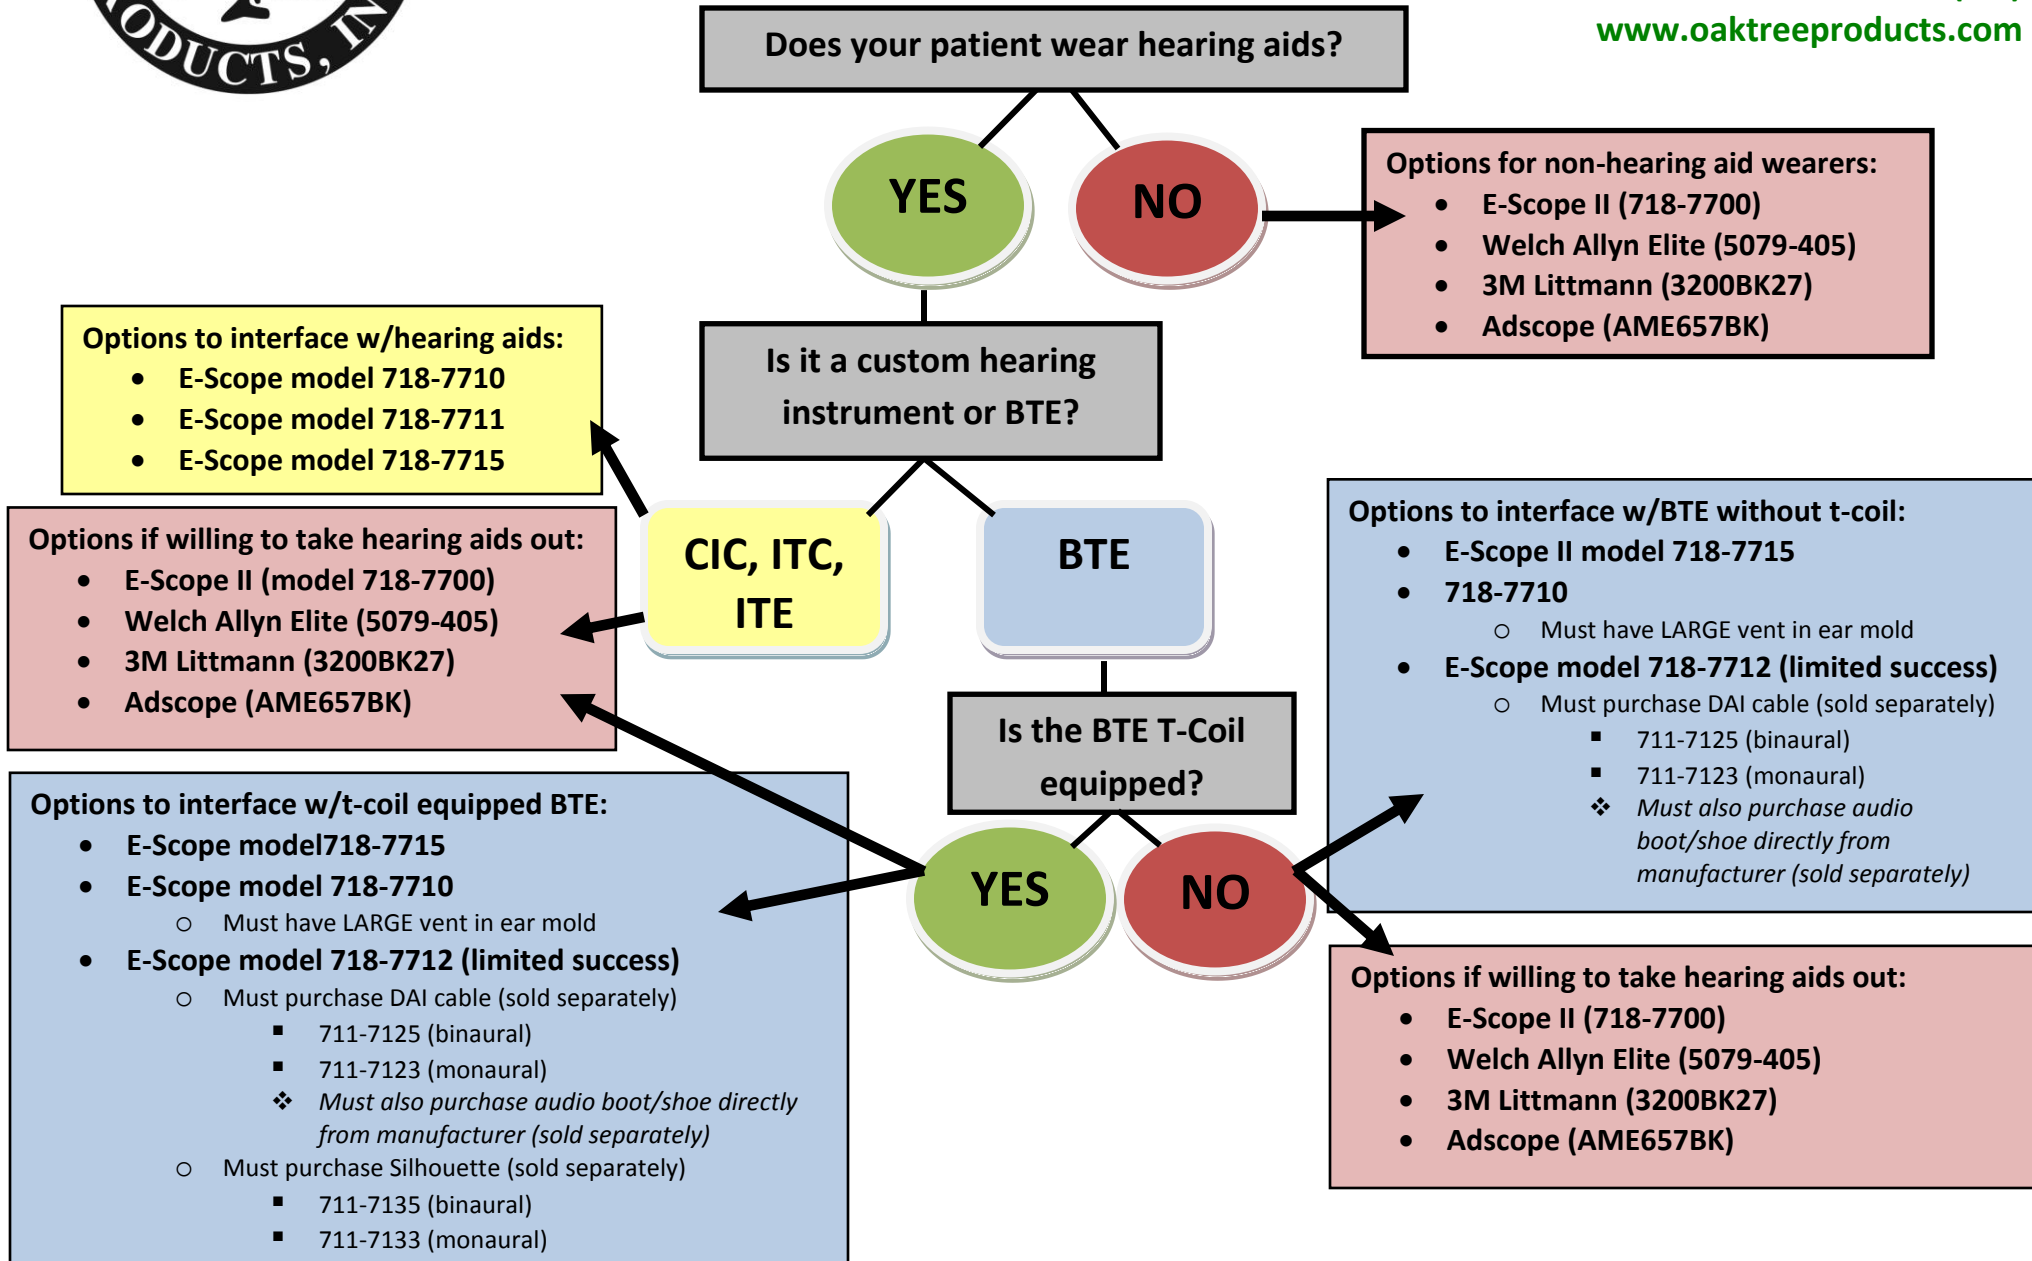 PRODUCTS, IN
www.oaktreeproducts.com
Does your patient wear hearing aids?
YES
NO
Options for non-hearing aid wearers:
• E-Scope II (718-7700)
• Welch Allyn Elite (5079-405)
• 3M Littmann (3200BK27)
• Adscope (AME657BK)
Is it a custom hearing
instrument or BTE?
Options to interface w/hearing aids:
• E-Scope model 718-7710
• E-Scope model 718-7711
• E-Scope model 718-7715
Options if willing to take hearing aids out:
• E-Scope II (model 718-7700)
• Welch Allyn Elite (5079-405)
• 3M Littmann (3200BK27)
• Adscope (AME657BK)
CIC, ITC,
ITE
BTE
Options to interface w/BTE without t-coil:
• E-Scope II model 718-7715
• 718-7710
o Must have LARGE vent in ear mold
• E-Scope model 718-7712 (limited success)
o Must purchase DAI cable (sold separately)
▪ 711-7125 (binaural)
▪ 711-7123 (monaural)
❖ Must also purchase audio
boot/shoe directly from
manufacturer (sold separately)
Is the BTE T-Coil
equipped?
YES
NO
Options to interface w/t-coil equipped BTE:
• E-Scope model718-7715
• E-Scope model 718-7710
o Must have LARGE vent in ear mold
• E-Scope model 718-7712 (limited success)
o Must purchase DAI cable (sold separately)
▪ 711-7125 (binaural)
▪ 711-7123 (monaural)
❖ Must also purchase audio boot/shoe directly
from manufacturer (sold separately)
o Must purchase Silhouette (sold separately)
▪ 711-7135 (binaural)
▪ 711-7133 (monaural)
Options if willing to take hearing aids out:
• E-Scope II (718-7700)
• Welch Allyn Elite (5079-405)
• 3M Littmann (3200BK27)
• Adscope (AME657BK)